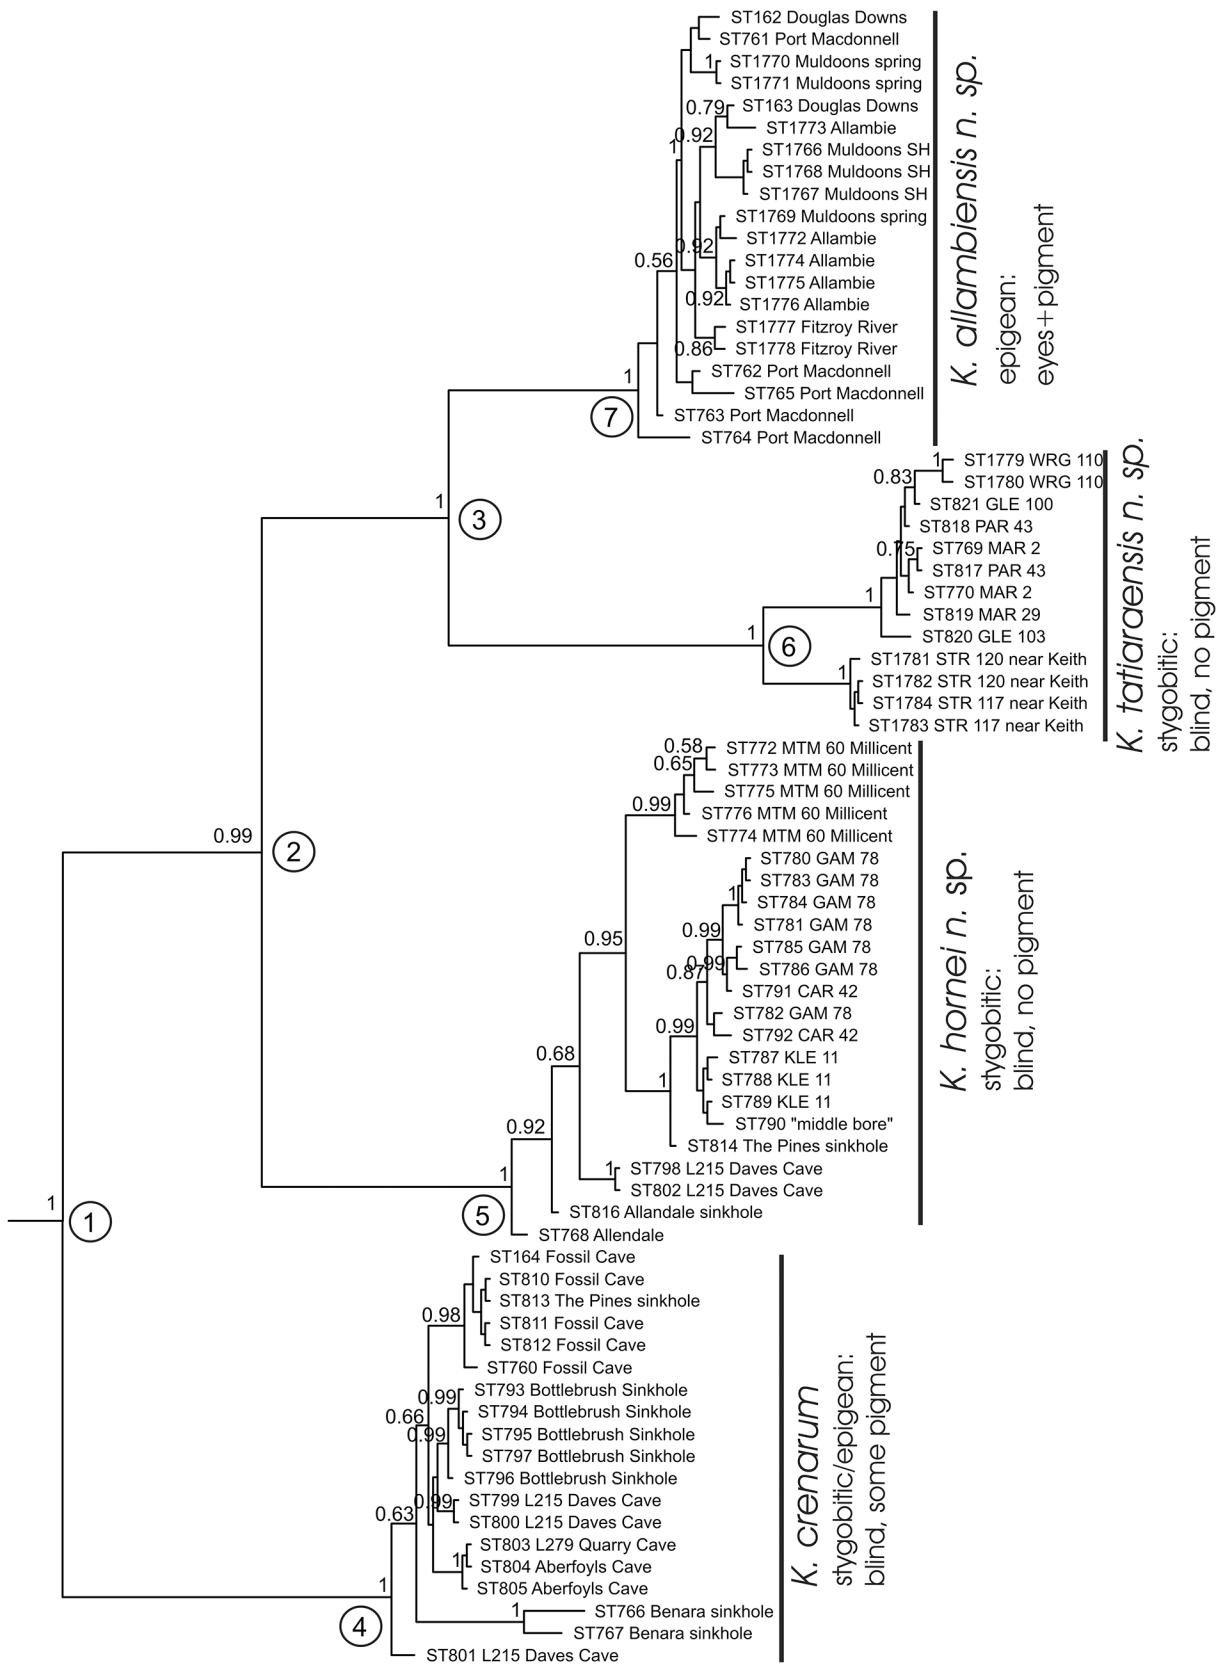 ST162 Douglas Downs
ST761 Port Macdonnell
1
ST1770 Muldoons spring
ST1771 Muldoons spring
0.79
ST163 Douglas Downs
ST1773 Allambie
0.92
1
ST1766 Muldoons SH
ST1768 Muldoons SH
ST1767 Muldoons SH
ST1769 Muldoons spring
0.92
ST1772 Allambie
0.56
ST1774 Allambie
ST1775 Allambie
0.92
ST1776 Allambie
ST1777 Fitzroy River
0.86
ST1778 Fitzroy River
ST762 Port Macdonnell
1
ST765 Port Macdonnell
7
ST763 Port Macdonnell
ST764 Port Macdonnell
K. allambiensis n. sp.
epigean:
eyes+pigment
1
ST1779 WRG 110
0.83
ST1780 WRG 110
1
3
ST821 GLE 100
ST818 PAR 43
0.75
ST769 MAR 2
ST817 PAR 43
ST770 MAR 2
1
ST819 MAR 29
1
6
ST820 GLE 103
ST1781 STR 120 near Keith
1
ST1782 STR 120 near Keith
ST1784 STR 117 near Keith
ST1783 STR 117 near Keith
K. tatiaraensis n. sp.
stygobitic:
blind, no pigment
0.58
ST772 MTM 60 Millicent
0.65
ST773 MTM 60 Millicent
ST775 MTM 60 Millicent
0.99
ST776 MTM 60 Millicent
ST774 MTM 60 Millicent
0.99
2
ST780 GAM 78
ST783 GAM 78
1
ST784 GAM 78
ST781 GAM 78
0.95
0.99
ST785 GAM 78
0.99
0.87
ST786 GAM 78
ST791 CAR 42
ST782 GAM 78
0.99
ST792 CAR 42
0.68
ST787 KLE 11
1
ST788 KLE 11
ST789 KLE 11
0.92
ST790 "middle bore"
ST814 The Pines sinkhole
1
1
ST798 L215 Daves Cave
ST802 L215 Daves Cave
5
ST816 Allandale sinkhole
ST768 Allendale
K. hornei n. sp.
stygobitic:
blind, no pigment
1
1
ST164 Fossil Cave
ST810 Fossil Cave
ST813 The Pines sinkhole
0.98
ST811 Fossil Cave
ST812 Fossil Cave
ST760 Fossil Cave
0.99
ST793 Bottlebrush Sinkhole
0.66
ST794 Bottlebrush Sinkhole
0.99
ST795 Bottlebrush Sinkhole
ST797 Bottlebrush Sinkhole
ST796 Bottlebrush Sinkhole
0.99
ST799 L215 Daves Cave
0.63
ST800 L215 Daves Cave
ST803 L279 Quarry Cave
1
ST804 Aberfoyls Cave
1
ST805 Aberfoyls Cave
1
ST766 Benara sinkhole
4
ST767 Benara sinkhole
ST801 L215 Daves Cave
K. crenarum
stygobitic/epigean:
blind, some pigment